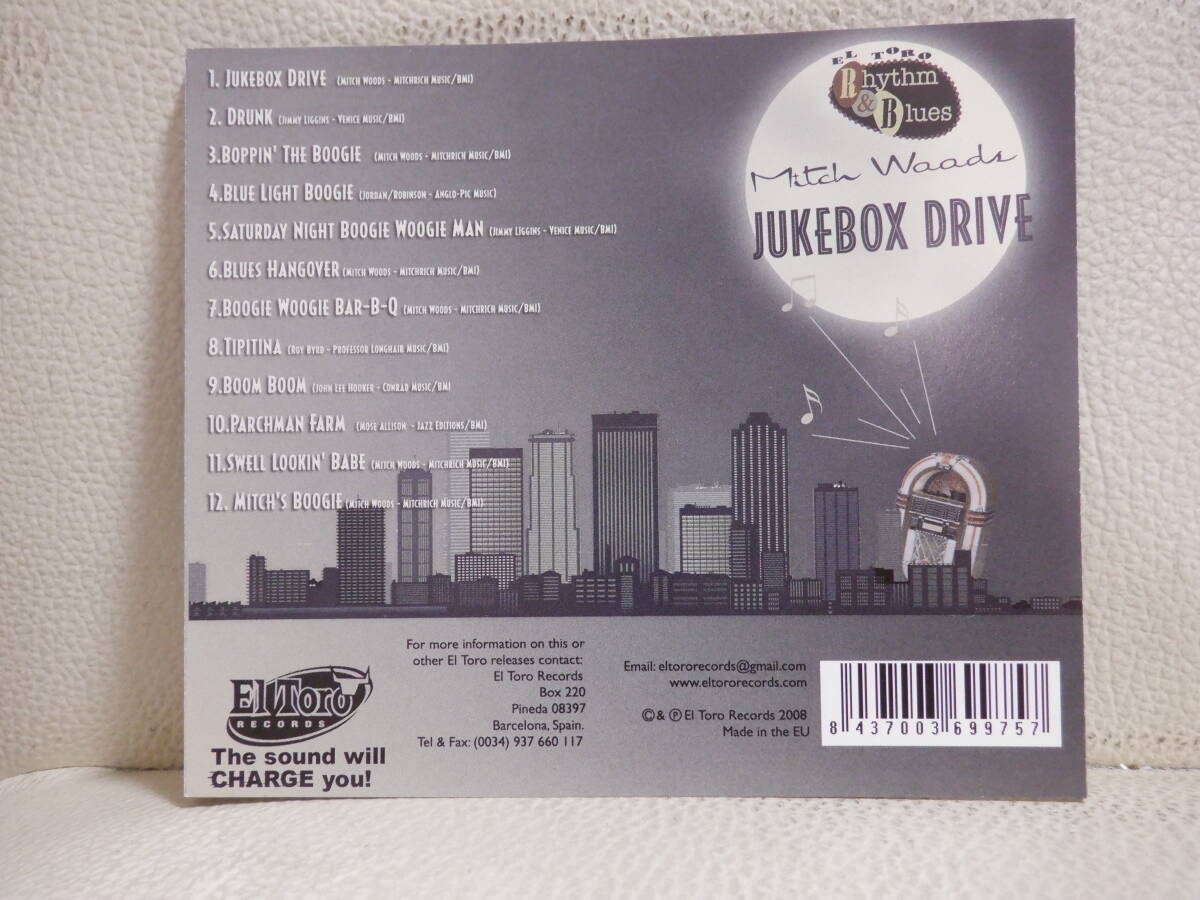 1. JUKEBOX DRIVE (MITCH WOODS - MITCHRICH MUSIC/BMI)
2. DRUNK (JIMMY LIGGINS - VENICE MUSIC/BMI)
3.BOPPIN' THE BOOGIE (MITCH WOODS - MITCHRICH MUSIC/BMI)
4.BLUE LIGHT BOOGIE (JORDAN/ROBINSON - ANGLO-PIC MUSIC)
5.SATURDAY NIGHT BOOGIE WOOGIE MAN (JIMMY LIGGINS - VENICE MUSIC/BMI)
6.BLUES HANGOVER (MITCH WOODS - MITCHRICH MUSIC/BMI)
7.BOOGIE WOOGIE BAR-B-Q (MITCH WOODS - MITCHRICH MUSIC/BMI)
8.TIPITINA (ROY BYRD - PROFESSOR LONGHAIR MUSIC/BMI)
9.BOOM BOOM (JOHN LEE HOOKER - CONRAD MUSIC/BMI
10.PARCHMAN FARM (MOSE ALLISON - JAZZ EDITIONS/BMI)
11.SWELL LOOKIN' BABE (MITCH WOODS - MITCHRICH MUSIC/BMI)
12. MITCH'S BOOGIE (MITCH WOODS - MITCHRICH MUSIC/BMI)
EL TORO
Rhythm
& Blues
Mitch Woods
JUKEBOX DRIVE
El Toro
RECORDS
The sound will
CHARGE you!
For more information on this or
other El Toro releases contact:
El Toro Records
Box 220
Pineda 08397
Barcelona, Spain.
Tel & Fax: (0034) 937 660 117
Email: eltororecords@gmail.com
www.eltororecords.com
© & ℗ El Toro Records 2008
Made in the EU
8 437003 699757